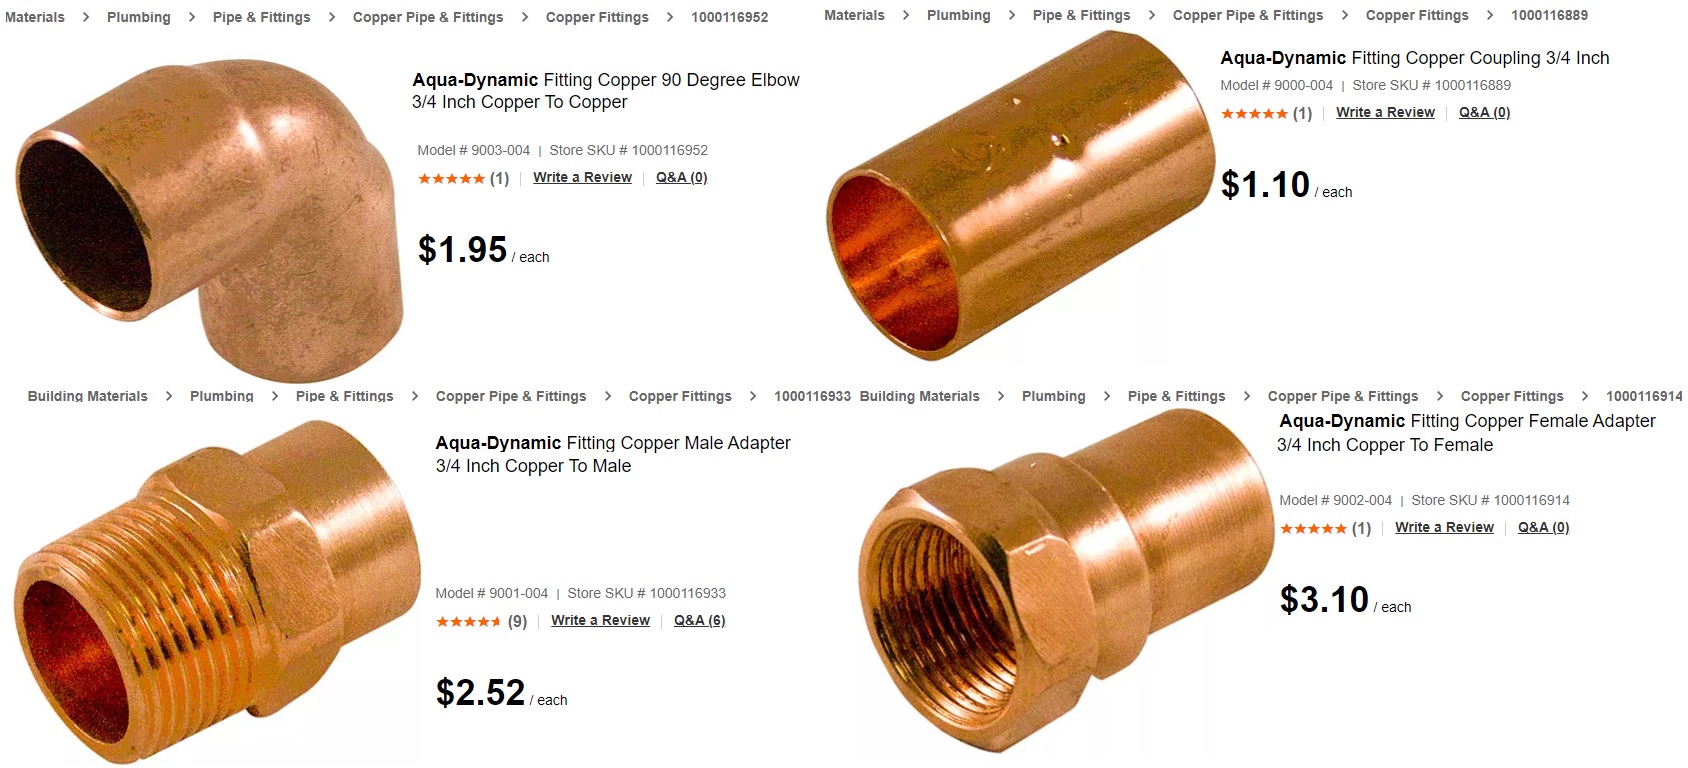 Materials > Plumbing > Pipe & Fittings > Copper Pipe & Fittings > Copper Fittings > 1000116952
Aqua-Dynamic Fitting Copper 90 Degree Elbow
3/4 Inch Copper To Copper
Model # 9003-004 | Store SKU # 1000116952
(1) | Write a Review | Q&A (0)
$1.95 / each
Materials > Plumbing > Pipe & Fittings > Copper Pipe & Fittings > Copper Fittings > 1000116889
Aqua-Dynamic Fitting Copper Coupling 3/4 Inch
Model # 9000-004 | Store SKU # 1000116889
(1) | Write a Review | Q&A (0)
$1.10 / each
Building Materials > Plumbing > Pipe & Fittings > Copper Pipe & Fittings > Copper Fittings > 1000116933
Aqua-Dynamic Fitting Copper Male Adapter
3/4 Inch Copper To Male
Model # 9001-004 | Store SKU # 1000116933
(9) | Write a Review | Q&A (6)
$2.52 / each
Building Materials > Plumbing > Pipe & Fittings > Copper Pipe & Fittings > Copper Fittings > 1000116914
Aqua-Dynamic Fitting Copper Female Adapter
3/4 Inch Copper To Female
Model # 9002-004 | Store SKU # 1000116914
(1) | Write a Review | Q&A (0)
$3.10 / each